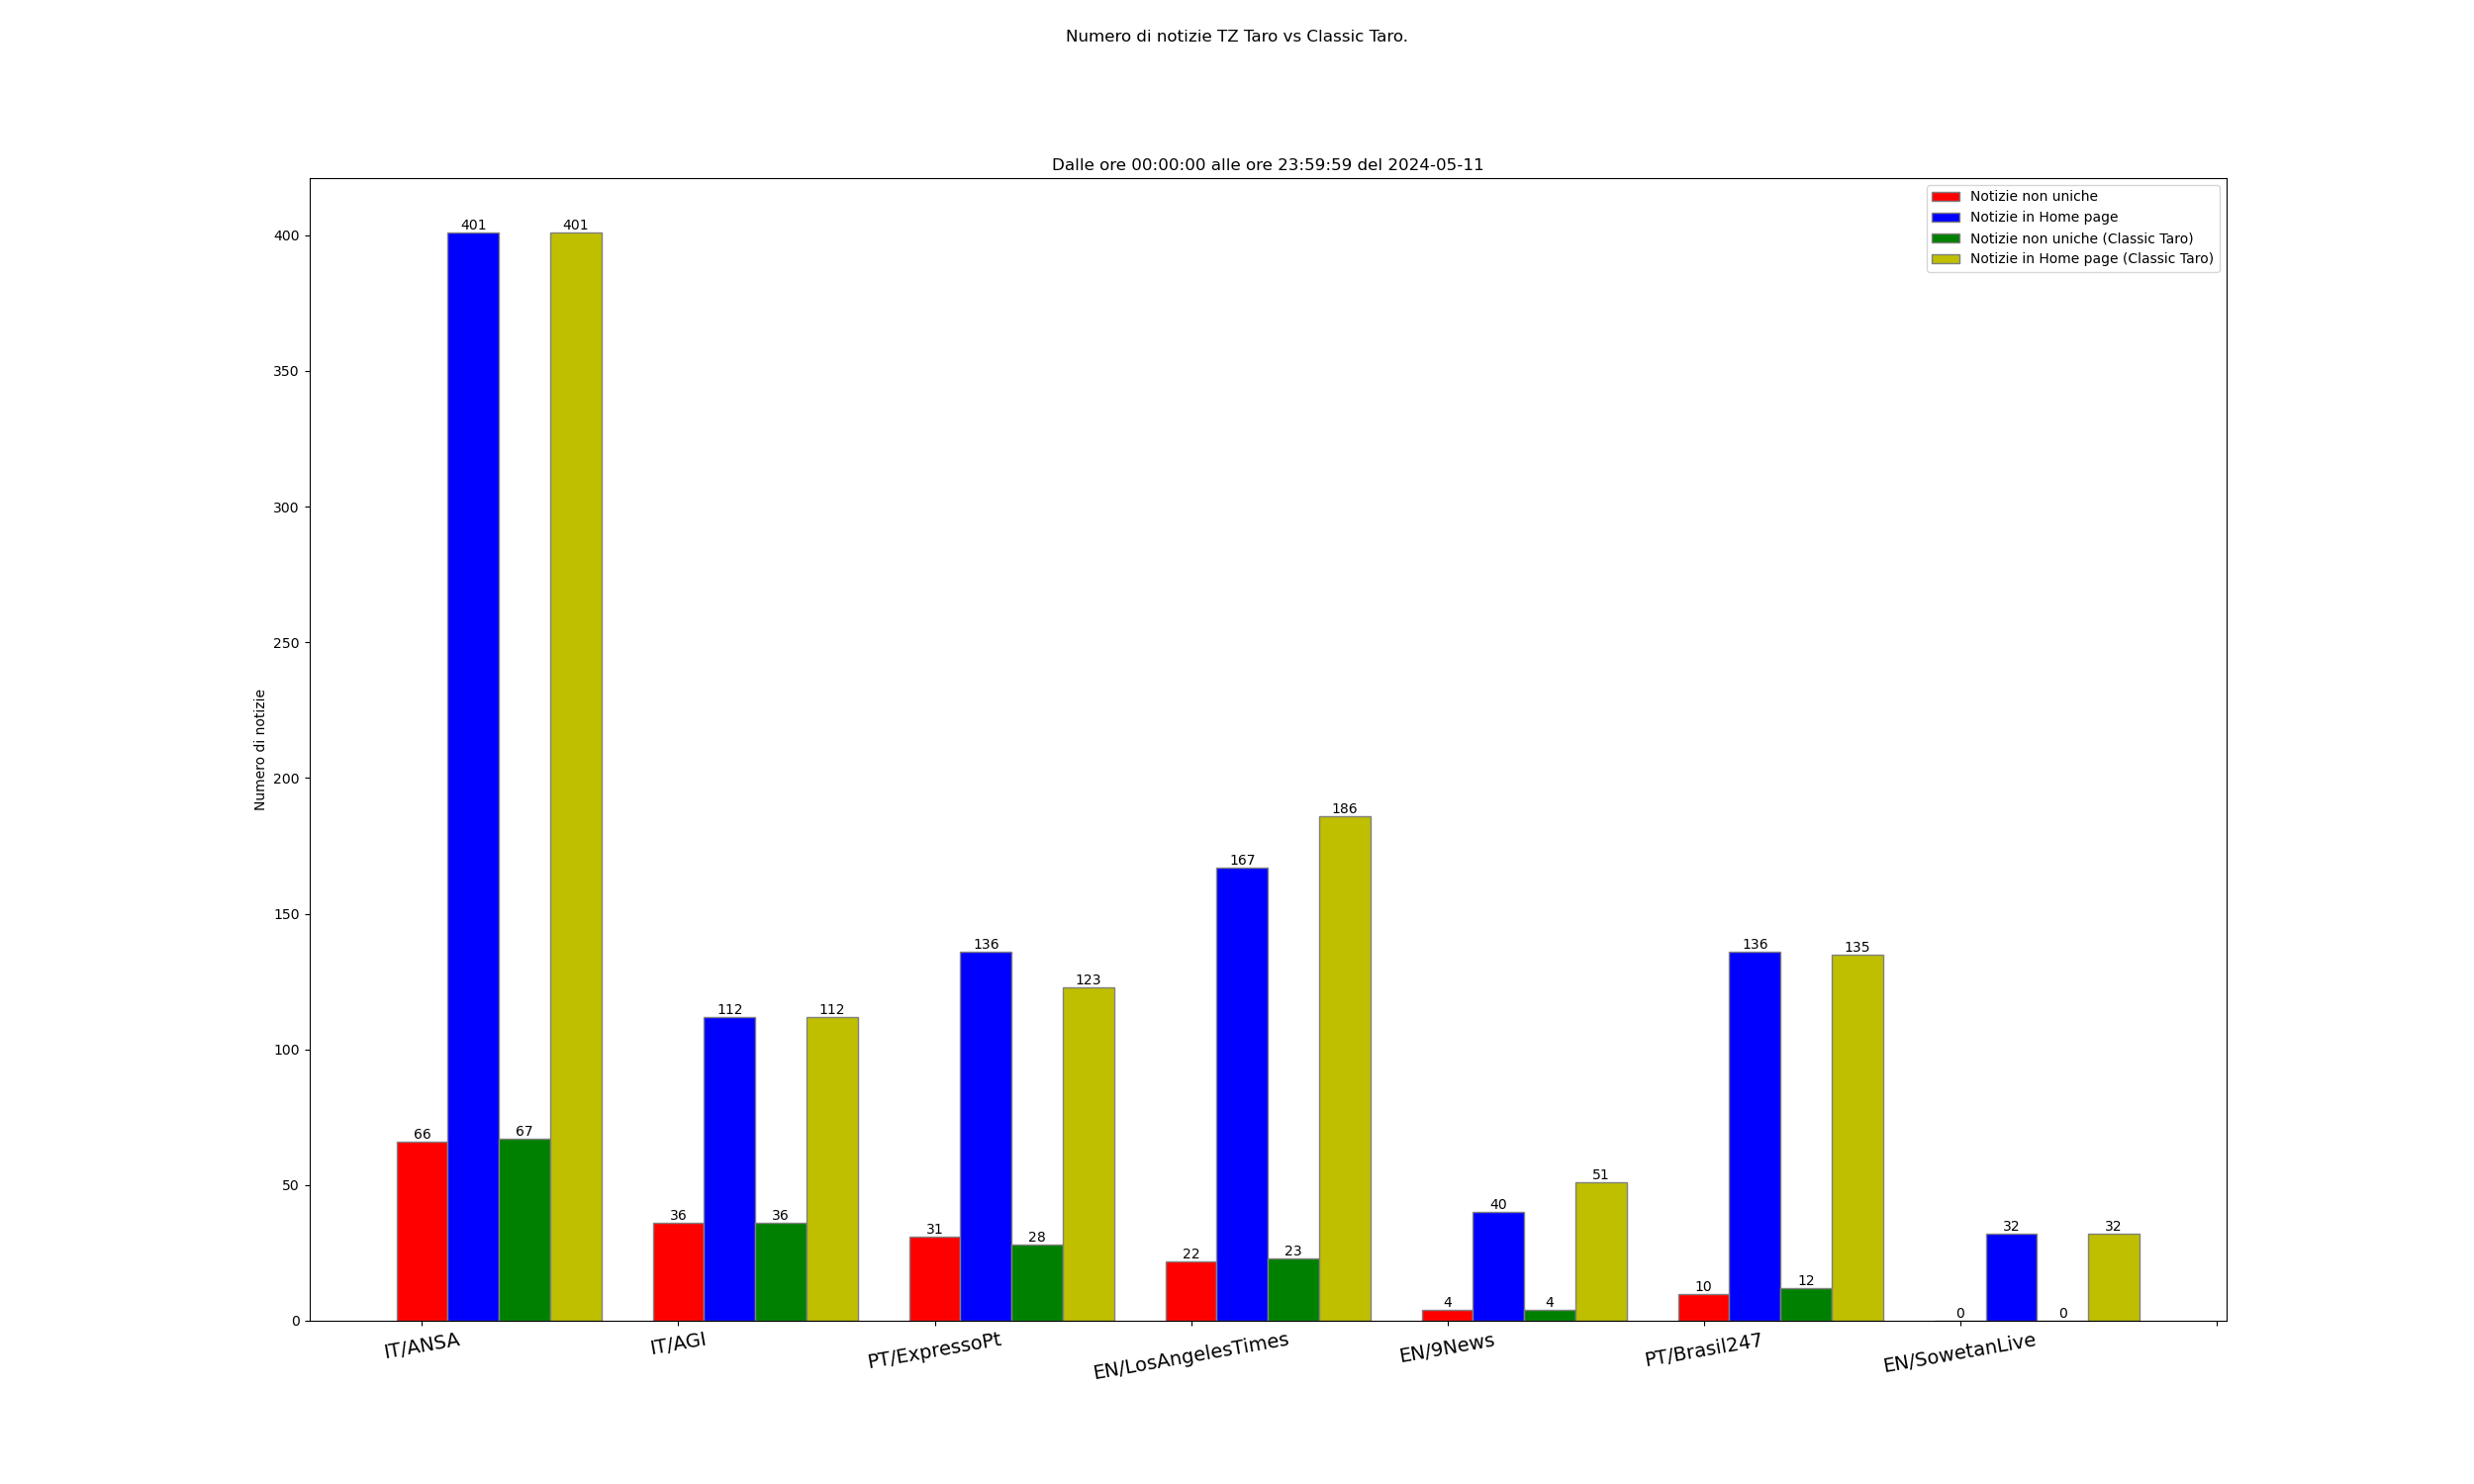 Numero di notizie TZ Taro vs Classic Taro.
Dalle ore 00:00:00 alle ore 23:59:59 del 2024-05-11
Notizie non uniche
Notizie in Home page
Notizie non uniche (Classic Taro)
Notizie in Home page (Classic Taro)
Numero di notizie
400
350
300
250
200
150
100
50
0
66
401
67
401
36
112
36
112
31
136
28
123
22
167
23
186
4
40
4
51
10
136
12
135
0
32
0
32
IT/ANSA
IT/AGI
PT/ExpressoPt
EN/LosAngelesTimes
EN/9News
PT/Brasil247
EN/SowetanLive